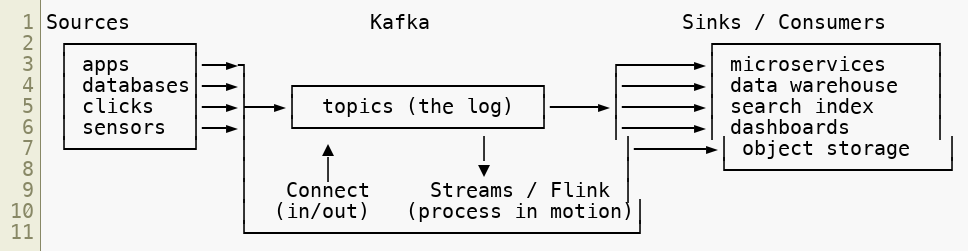 1 Sources Kafka Sinks / Consumers
2
3 apps microservices
4 databases data warehouse
5 clicks topics (the log) search index
6 sensors dashboards
7 object storage
8
9 Connect Streams / Flink
10 (in/out) (process in motion)
11